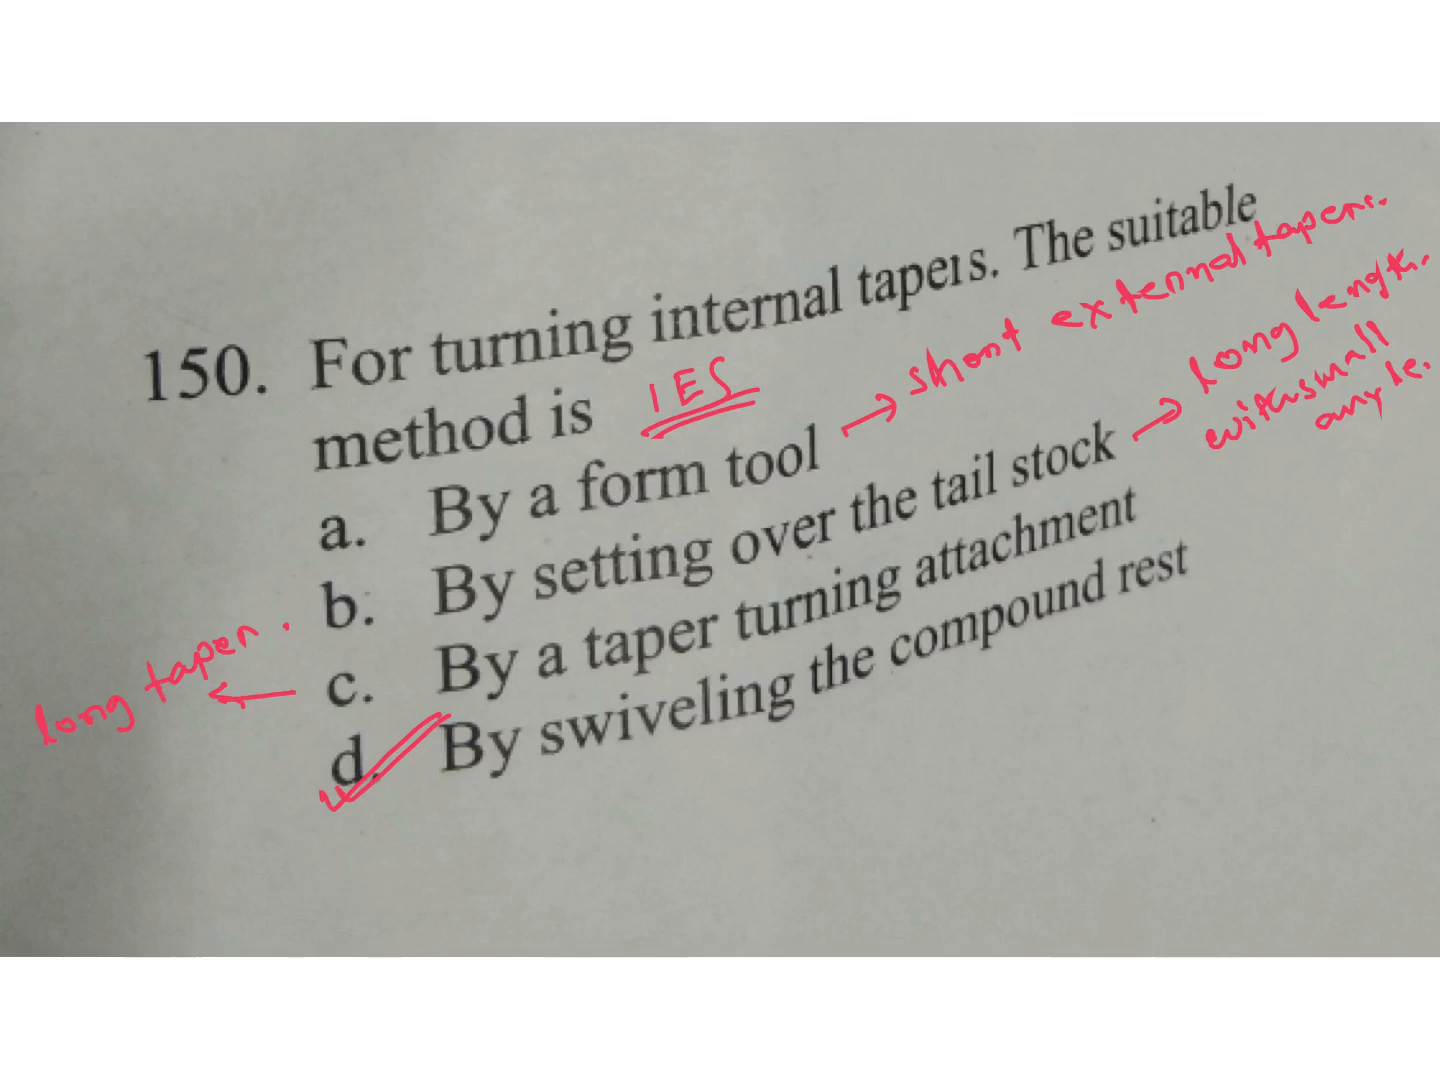 150. For turning internal tapers. The suitable
method is IES
a. By a form tool → short external tapers.
b. By setting over the tail stock → Long length.
with small
angle.
long taper. ← c. By a taper turning attachment
d. By swiveling the compound rest